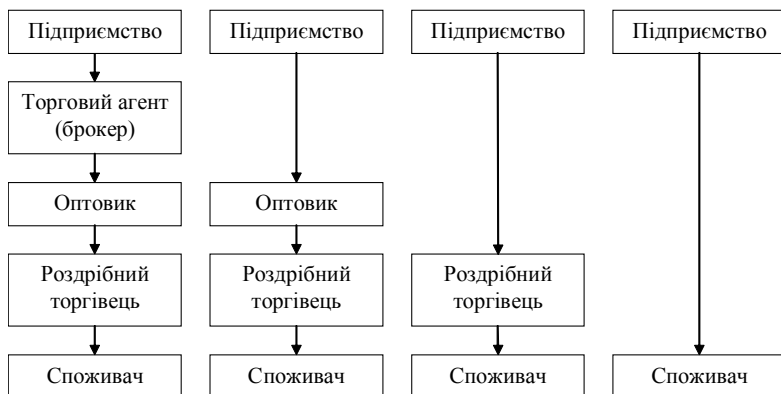 Підприємство
Підприємство
Підприємство
Підприємство
Торговий агент
(брокер)
Оптовик
Оптовик
Роздрібний
торгівець
Роздрібний
торгівець
Роздрібний
торгівець
Споживач
Споживач
Споживач
Споживач